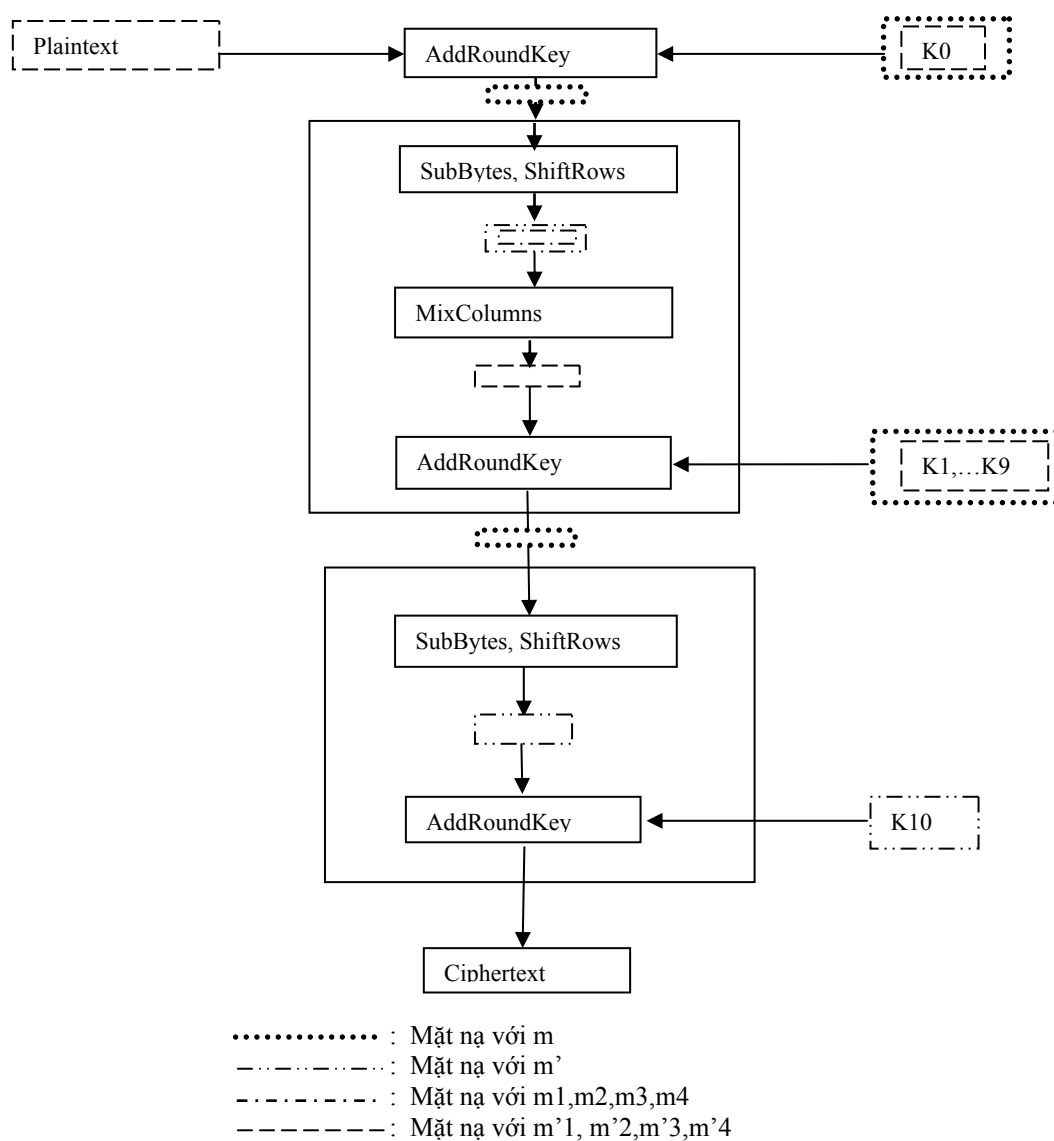 Plaintext
AddRoundKey
K0
SubBytes, ShiftRows
MixColumns
AddRoundKey
K1,…K9
SubBytes, ShiftRows
AddRoundKey
K10
Ciphertext
: Mặt nạ với m
: Mặt nạ với m’
: Mặt nạ với m1,m2,m3,m4
: Mặt nạ với m’1, m’2,m’3,m’4